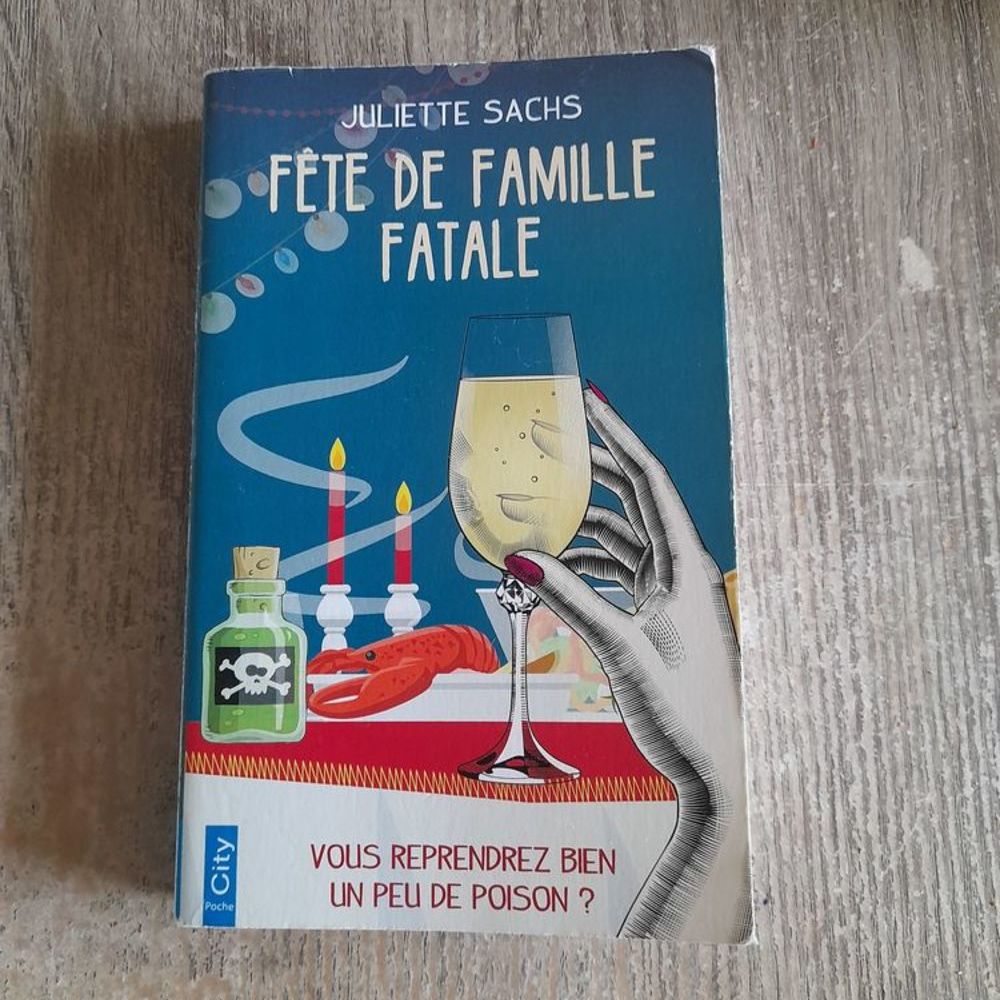 JULIETTE SACHS
FÊTE DE FAMILLE
FATALE
VOUS REPRENDREZ BIEN
UN PEU DE POISON ?
City
Poche